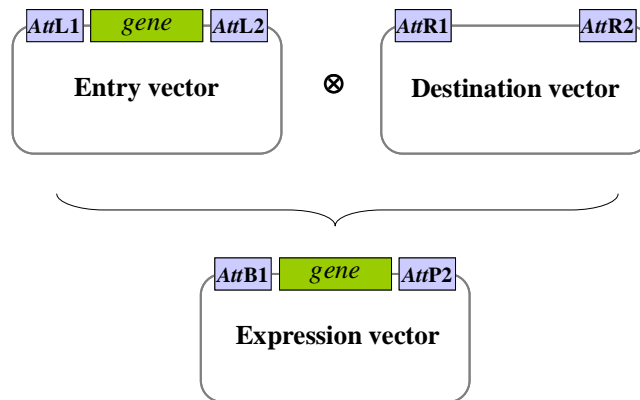 AttL1 gene AttL2 AttR1 AttR2
Entry vector ⊗ Destination vector
AttB1 gene AttP2
Expression vector